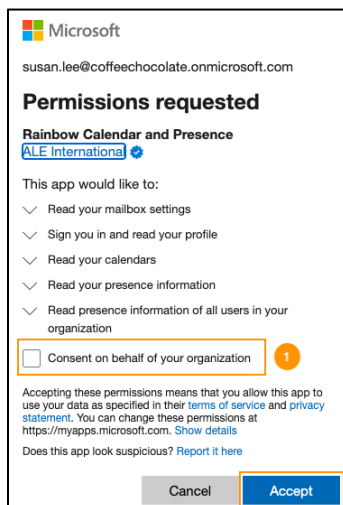 Microsoft
susan.lee@coffeechocolate.onmicrosoft.com
Permissions requested
Rainbow Calendar and Presence
ALE International
This app would like to:
Read your mailbox settings
Sign you in and read your profile
Read your calendars
Read your presence information
Read presence information of all users in your
organization
Consent on behalf of your organization
1
Accepting these permissions means that you allow this app to
use your data as specified in their terms of service and privacy
statement. You can change these permissions at
https://myapps.microsoft.com. Show details
Does this app look suspicious? Report it here
Cancel Accept